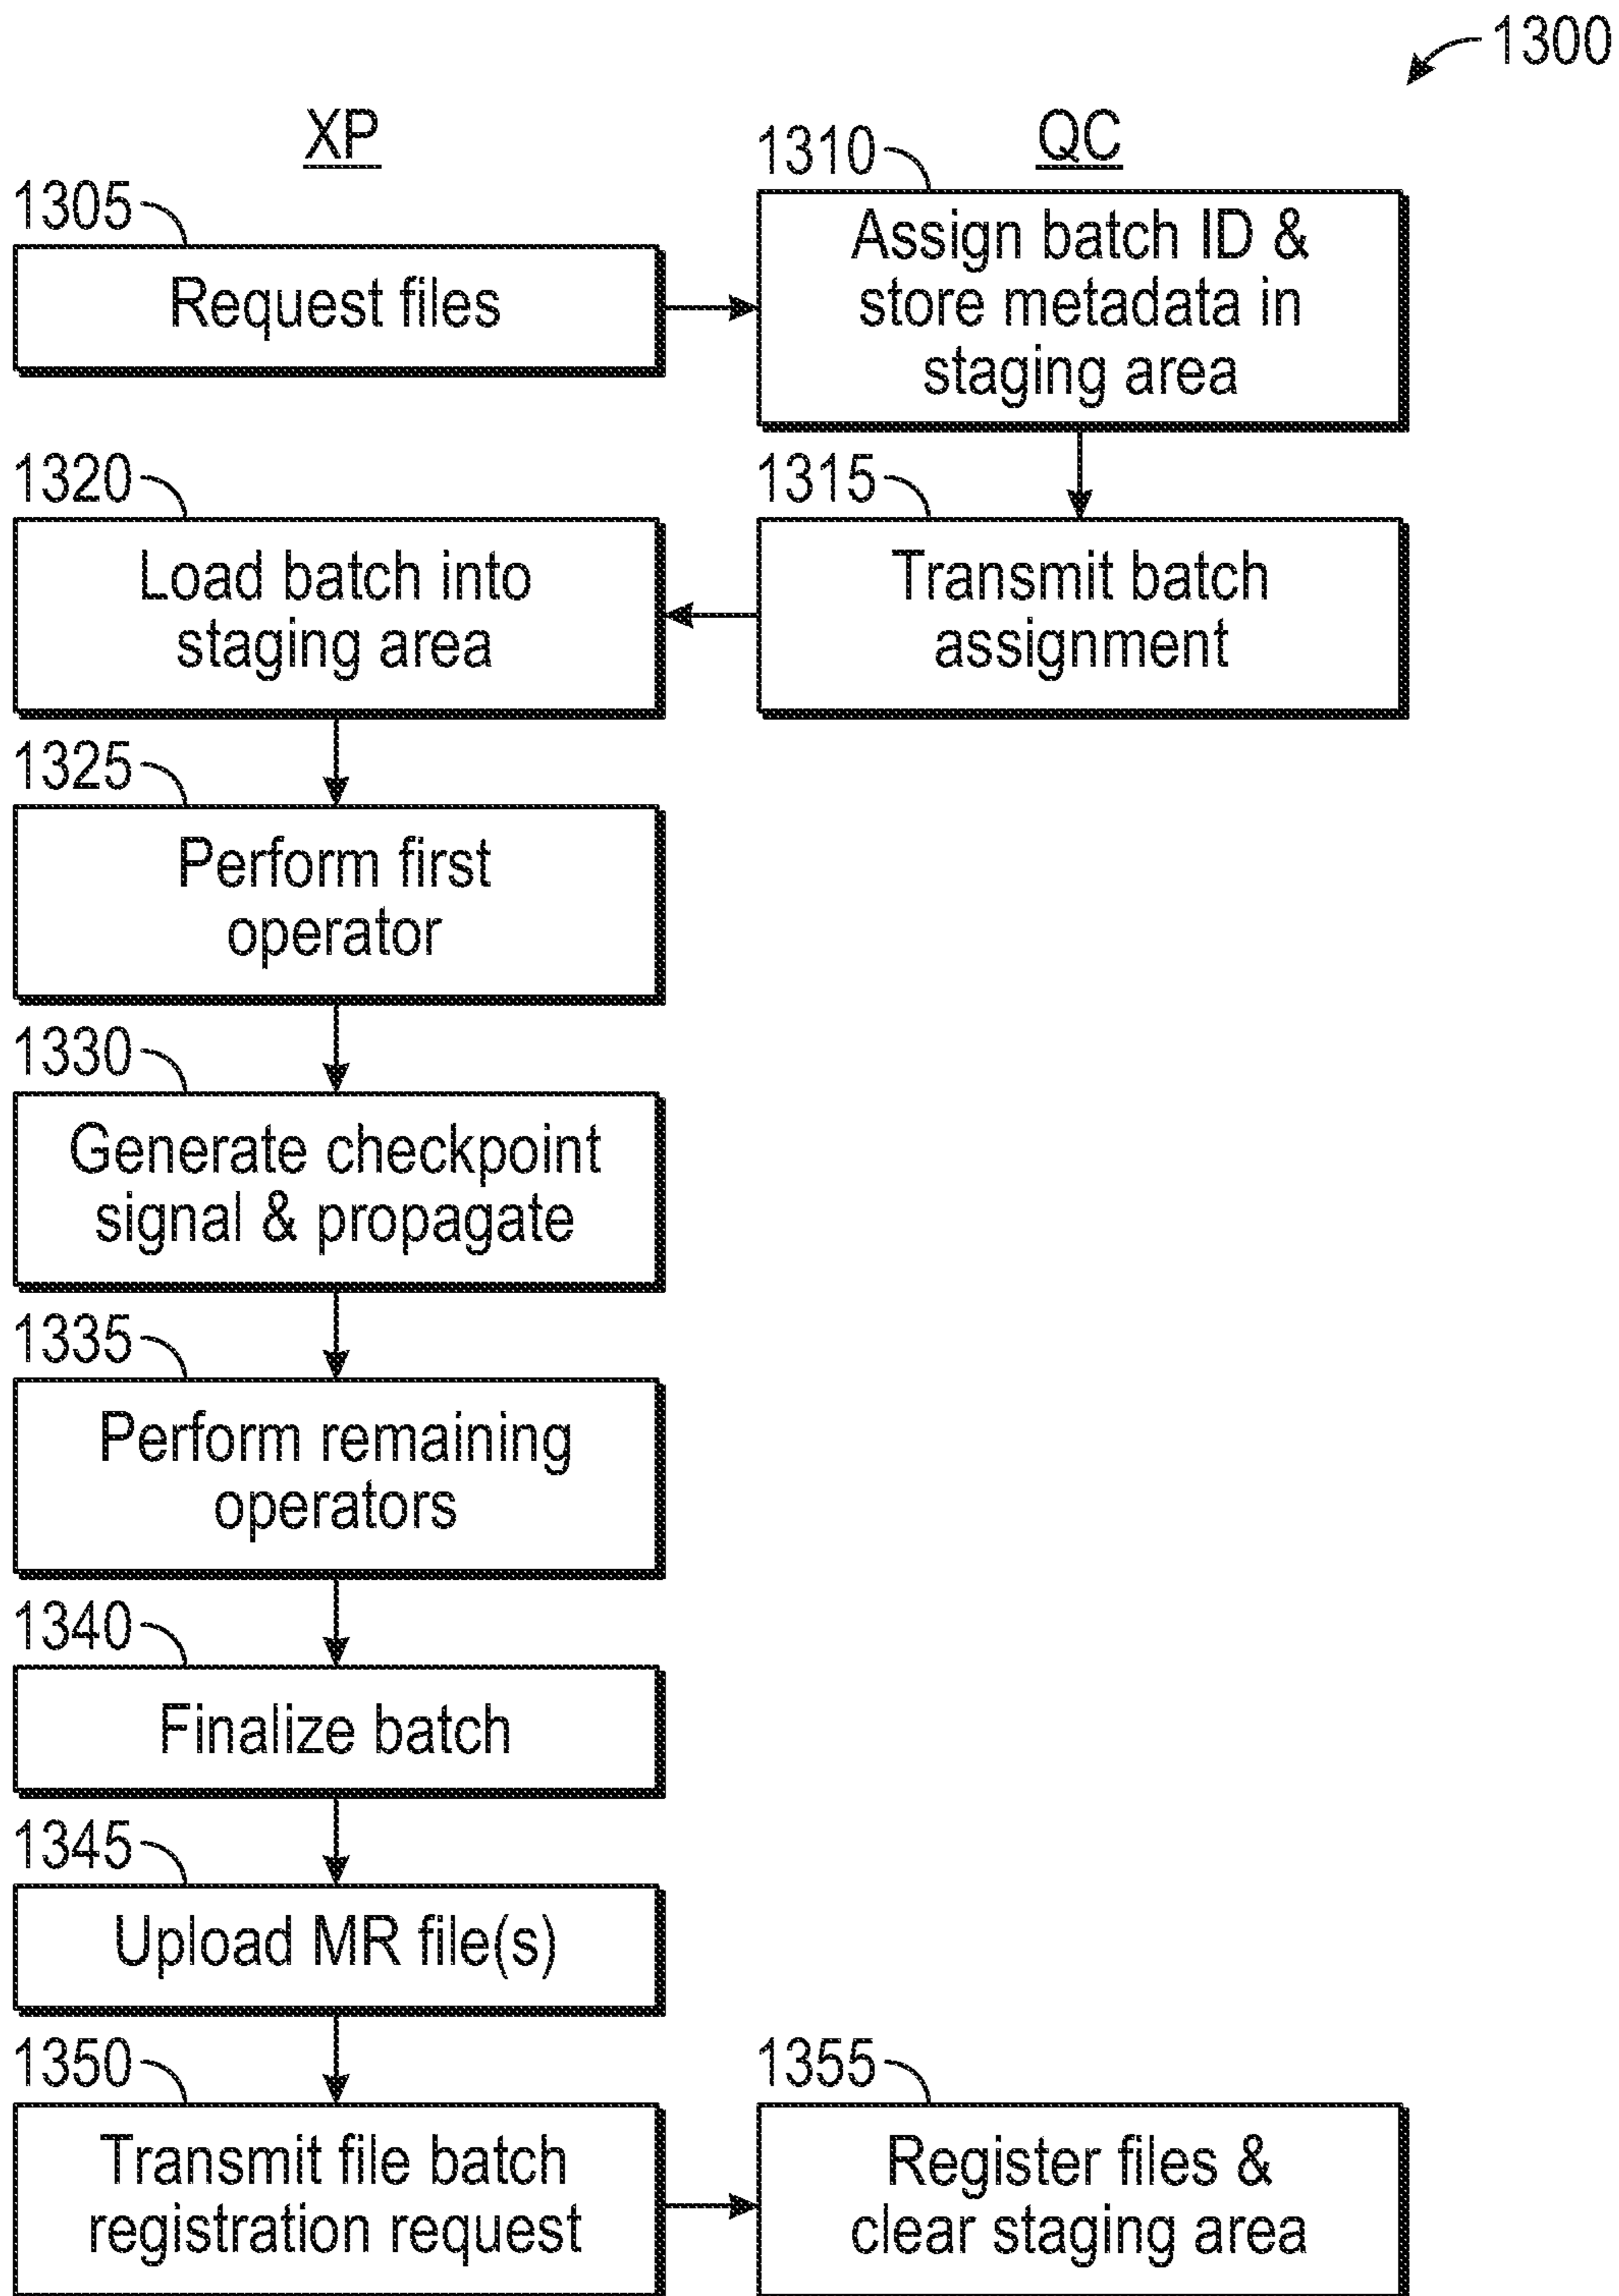 1300
XP
QC
1305
Request files
1310
Assign batch ID &
store metadata in
staging area
1315
Transmit batch
assignment
1320
Load batch into
staging area
1325
Perform first
operator
1330
Generate checkpoint
signal & propagate
1335
Perform remaining
operators
1340
Finalize batch
1345
Upload MR file(s)
1350
Transmit file batch
registration request
1355
Register files &
clear staging area